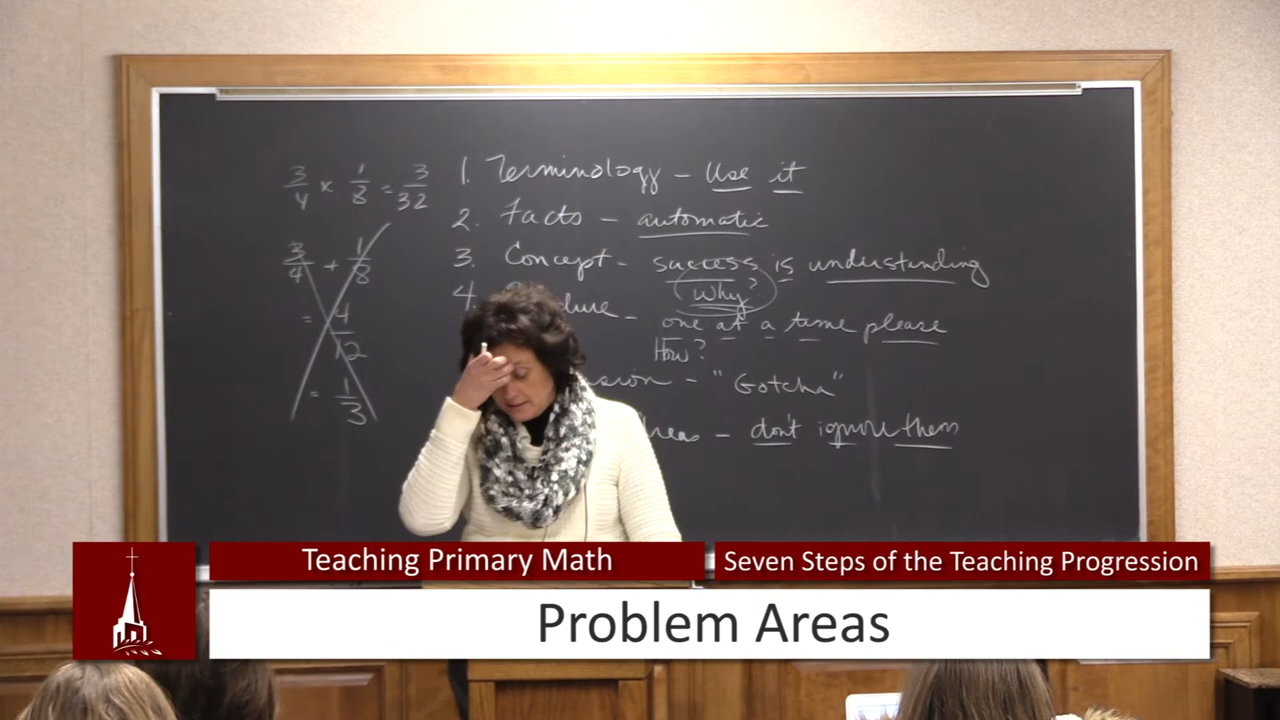 3/4 × 1/8 = 3/32
3/4 + 1/8
= 4/12
= 1/3
1. Terminology - Use it
2. Facts - automatic
3. Concept - success is understanding
Why?
4. - one at a time please
How?
- "Gotcha"
- don't ignore them
Teaching Primary Math
Seven Steps of the Teaching Progression
Problem Areas